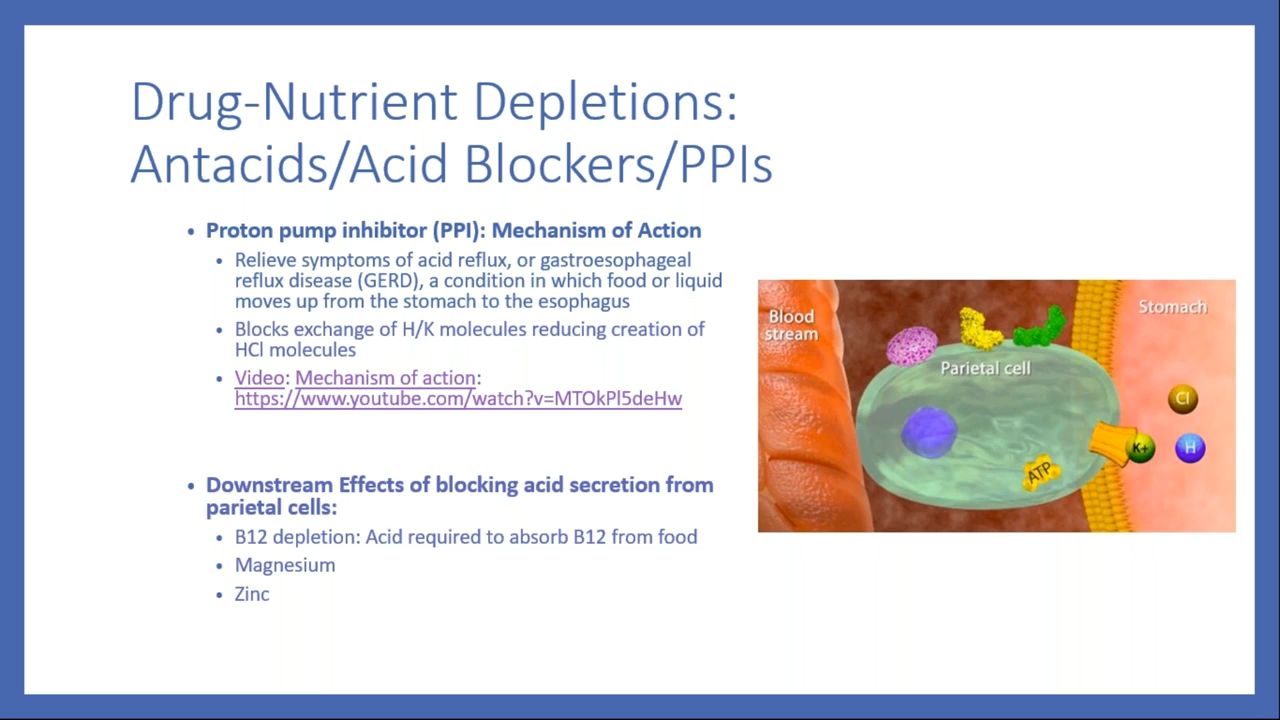 Drug-Nutrient Depletions:
Antacids/Acid Blockers/PPIs
• Proton pump inhibitor (PPI): Mechanism of Action
• Relieve symptoms of acid reflux, or gastroesophageal
reflux disease (GERD), a condition in which food or liquid
moves up from the stomach to the esophagus
• Blocks exchange of H/K molecules reducing creation of
HCl molecules
• Video: Mechanism of action:
https://www.youtube.com/watch?v=MTOkPl5deHw
• Downstream Effects of blocking acid secretion from
parietal cells:
• B12 depletion: Acid required to absorb B12 from food
• Magnesium
• Zinc
Blood
stream
Parietal cell
Stomach
Cl
K+
H
ATP